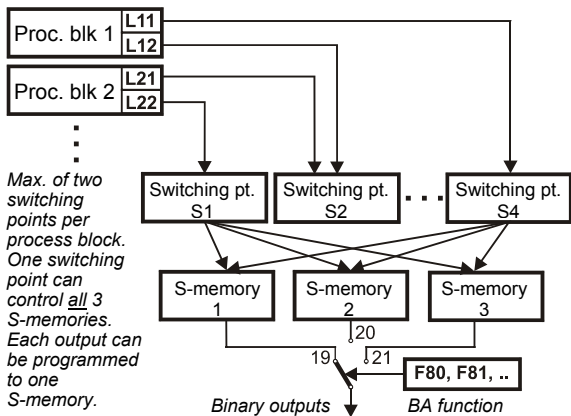 Proc. blk 1
L11
L12
Proc. blk 2
L21
L22
Max. of two
switching
points per
process block.
One switching
point can
control all 3
S-memories.
Each output can
be programmed
to one
S-memory.
Switching pt.
S1
Switching pt.
S2
Switching pt.
S4
S-memory
1
S-memory
2
S-memory
3
20
19
21
F80, F81, ..
Binary outputs
BA function